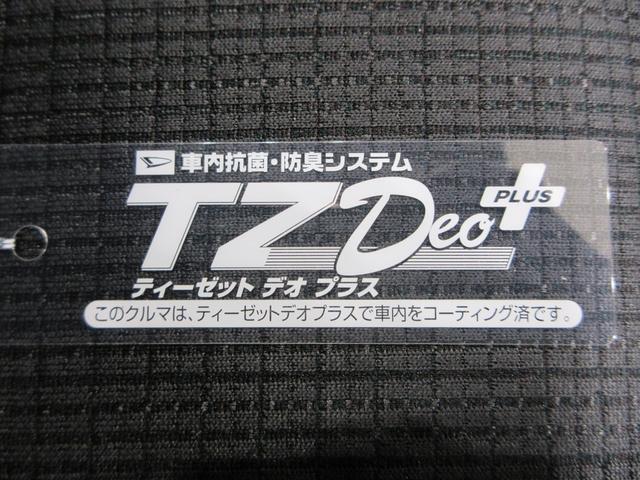 車内抗菌・防臭システム
TZ Deo PLUS
ティーゼット デオ プラス
このクルマは、ティーゼットデオプラスで車内をコーティング済です。